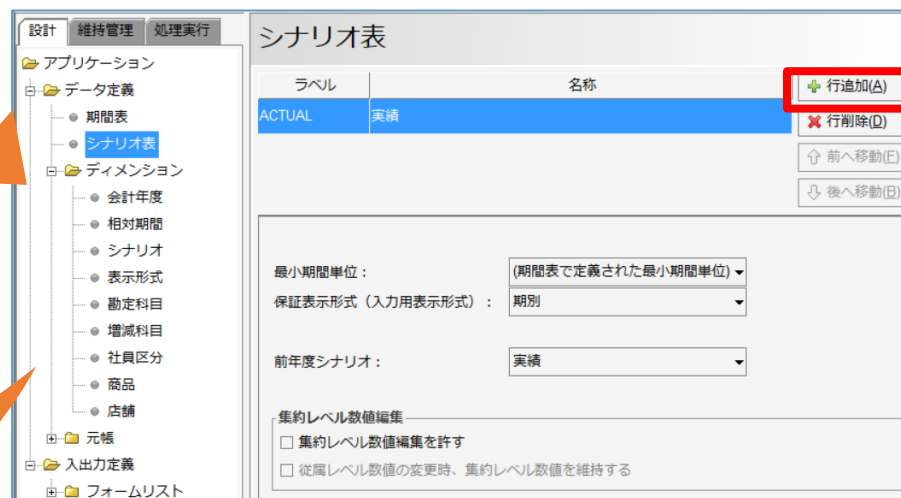 設計 維持管理 処理実行
アプリケーション
データ定義
期間表
シナリオ表
ディメンション
会計年度
相対期間
シナリオ
表示形式
勘定科目
増減科目
社員区分
商品
店舗
元帳
入出力定義
フォームリスト
シナリオ表
ラベル 名称
ACTUAL 実績
行追加(A)
行削除(D)
前へ移動(F)
後へ移動(B)
最小期間単位： (期間表で定義された最小期間単位)
保証表示形式（入力用表示形式）： 期別
前年度シナリオ： 実績
集約レベル数値編集
集約レベル数値編集を許す
従属レベル数値の変更時、集約レベル数値を維持する